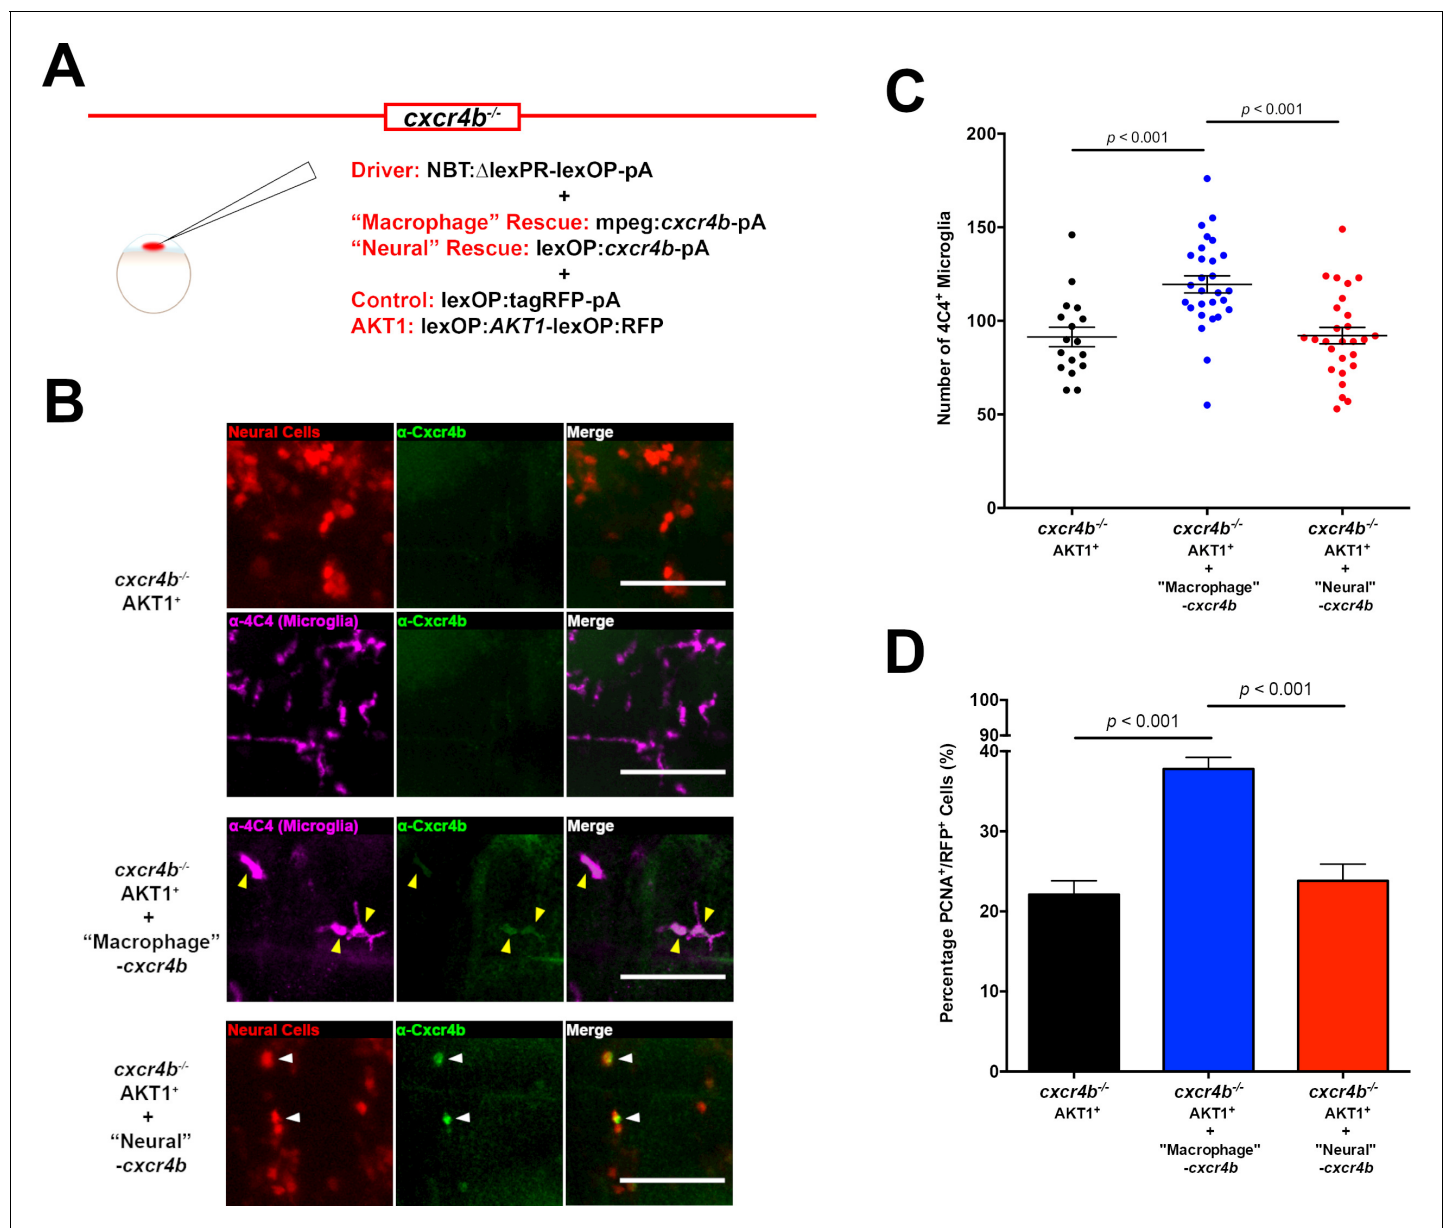 A
cxcr4b-/-
Driver: NBT:ΔlexPR-lexOP-pA
+
“Macrophage” Rescue: mpeg:cxcr4b-pA
“Neural” Rescue: lexOP:cxcr4b-pA
+
Control: lexOP:tagRFP-pA
AKT1: lexOP:AKT1-lexOP:RFP
B
cxcr4b-/-
AKT1+
Neural Cells
α-Cxcr4b
Merge
α-4C4 (Microglia)
α-Cxcr4b
Merge
cxcr4b-/-
AKT1+
+
“Macrophage”
-cxcr4b
α-4C4 (Microglia)
α-Cxcr4b
Merge
cxcr4b-/-
AKT1+
+
“Neural”
-cxcr4b
Neural Cells
α-Cxcr4b
Merge
C
Number of 4C4+ Microglia
200
150
100
50
0
p < 0.001
p < 0.001
cxcr4b-/-
AKT1+
cxcr4b-/-
AKT1+
+
"Macrophage"
-cxcr4b
cxcr4b-/-
AKT1+
+
"Neural"
-cxcr4b
D
Percentage PCNA+/RFP+ Cells (%)
100
90
40
30
20
10
0
p < 0.001
p < 0.001
cxcr4b-/-
AKT1+
cxcr4b-/-
AKT1+
+
"Macrophage"
-cxcr4b
cxcr4b-/-
AKT1+
+
"Neural"
-cxcr4b